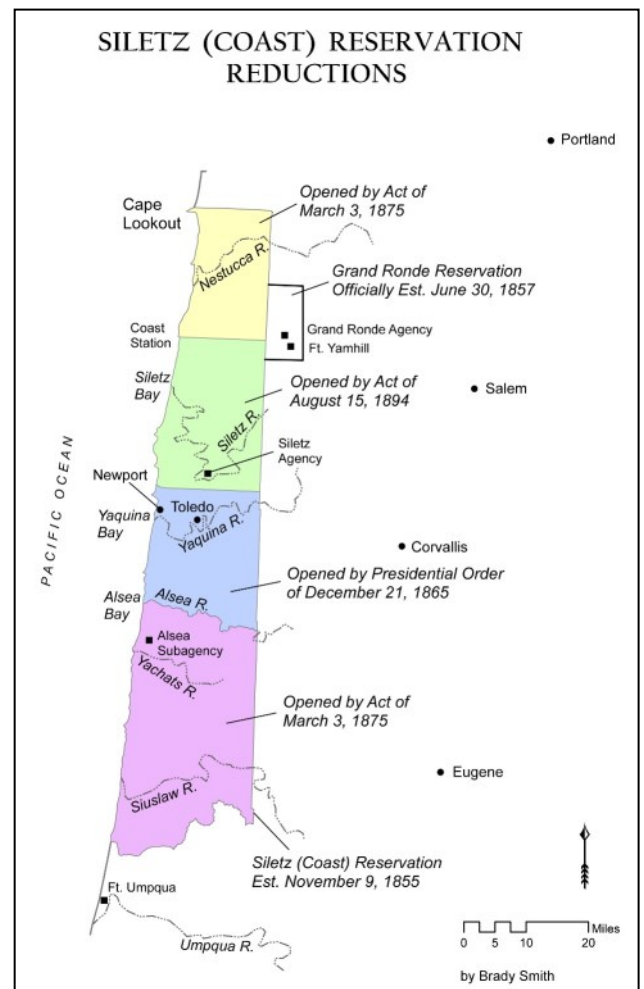 SILETZ (COAST) RESERVATION
REDUCTIONS
Portland
Opened by Act of
March 3, 1875
Cape
Lookout
Nestucca R.
Grand Ronde Reservation
Officially Est. June 30, 1857
Grand Ronde Agency
Ft. Yamhill
Coast
Station
Siletz
Bay
Opened by Act of
August 15, 1894
Salem
Siletz R.
Siletz
Agency
Newport
Toledo
Yaquina
Bay
Yaquina R.
PACIFIC OCEAN
Corvallis
Opened by Presidential Order
of December 21, 1865
Alsea
Bay
Alsea R.
Alsea
Subagency
Yachats R.
Opened by Act of
March 3, 1875
Eugene
Siuslaw R.
Siletz (Coast) Reservation
Est. November 9, 1855
Ft. Umpqua
Umpqua R.
Miles
0 5 10 20
by Brady Smith